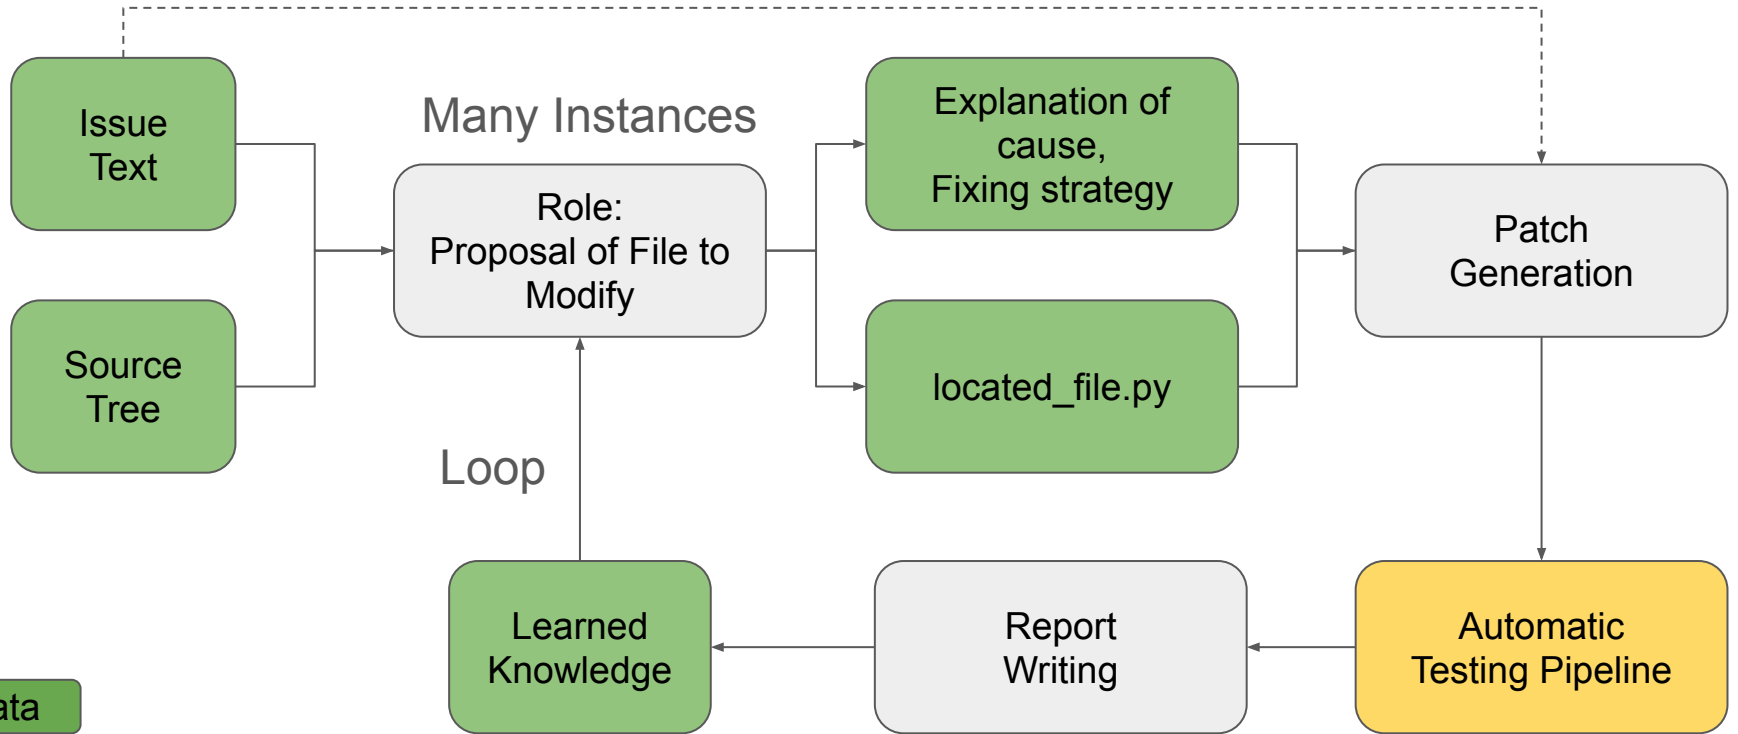 Issue
Text
Many Instances
Explanation of
cause,
Fixing strategy
Role:
Proposal of File to
Modify
Patch
Generation
Source
Tree
located_file.py
Loop
Learned
Knowledge
Report
Writing
Automatic
Testing Pipeline